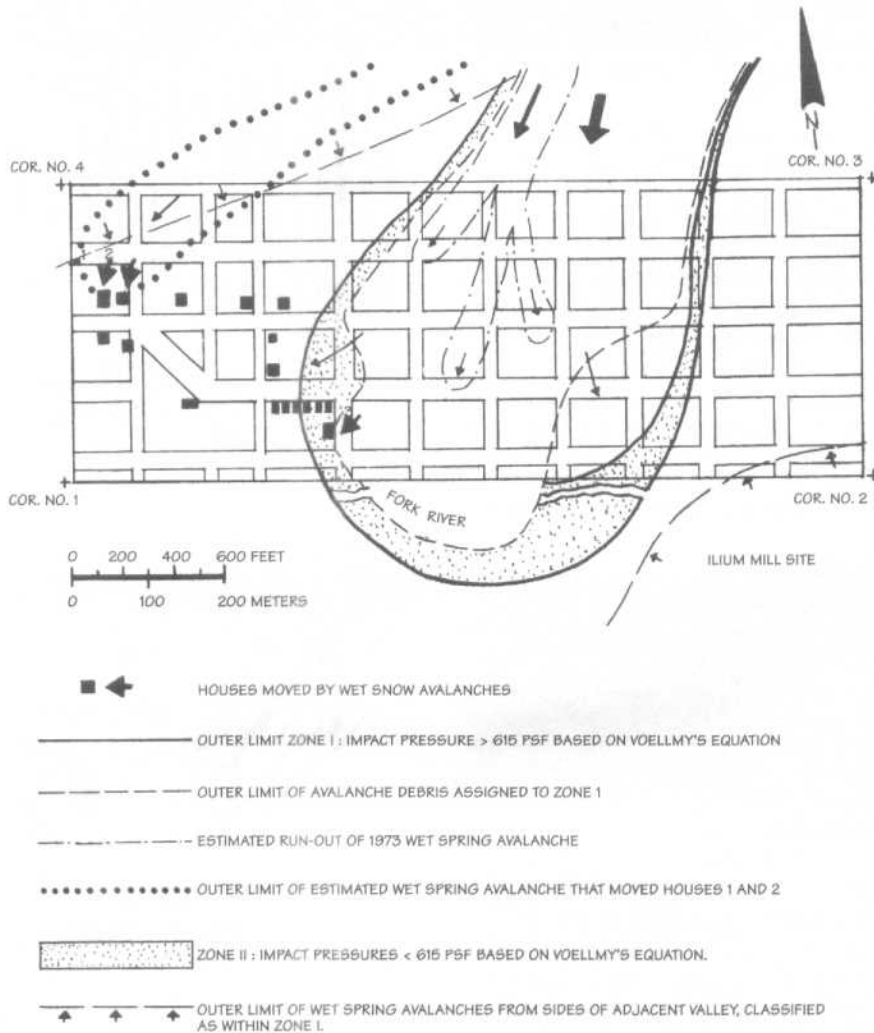 N
COR. NO. 4
COR. NO. 3
1 2
COR. NO. 1
COR. NO. 2
FORK RIVER
ILIUM MILL SITE
0 200 400 600 FEET
0 100 200 METERS
HOUSES MOVED BY WET SNOW AVALANCHES
OUTER LIMIT ZONE I : IMPACT PRESSURE > 615 PSF BASED ON VOELLMY'S EQUATION
OUTER LIMIT OF AVALANCHE DEBRIS ASSIGNED TO ZONE 1
ESTIMATED RUN-OUT OF 1973 WET SPRING AVALANCHE
OUTER LIMIT OF ESTIMATED WET SPRING AVALANCHE THAT MOVED HOUSES 1 AND 2
ZONE II : IMPACT PRESSURES < 615 PSF BASED ON VOELLMY'S EQUATION.
OUTER LIMIT OF WET SPRING AVALANCHES FROM SIDES OF ADJACENT VALLEY, CLASSIFIED
AS WITHIN ZONE I.